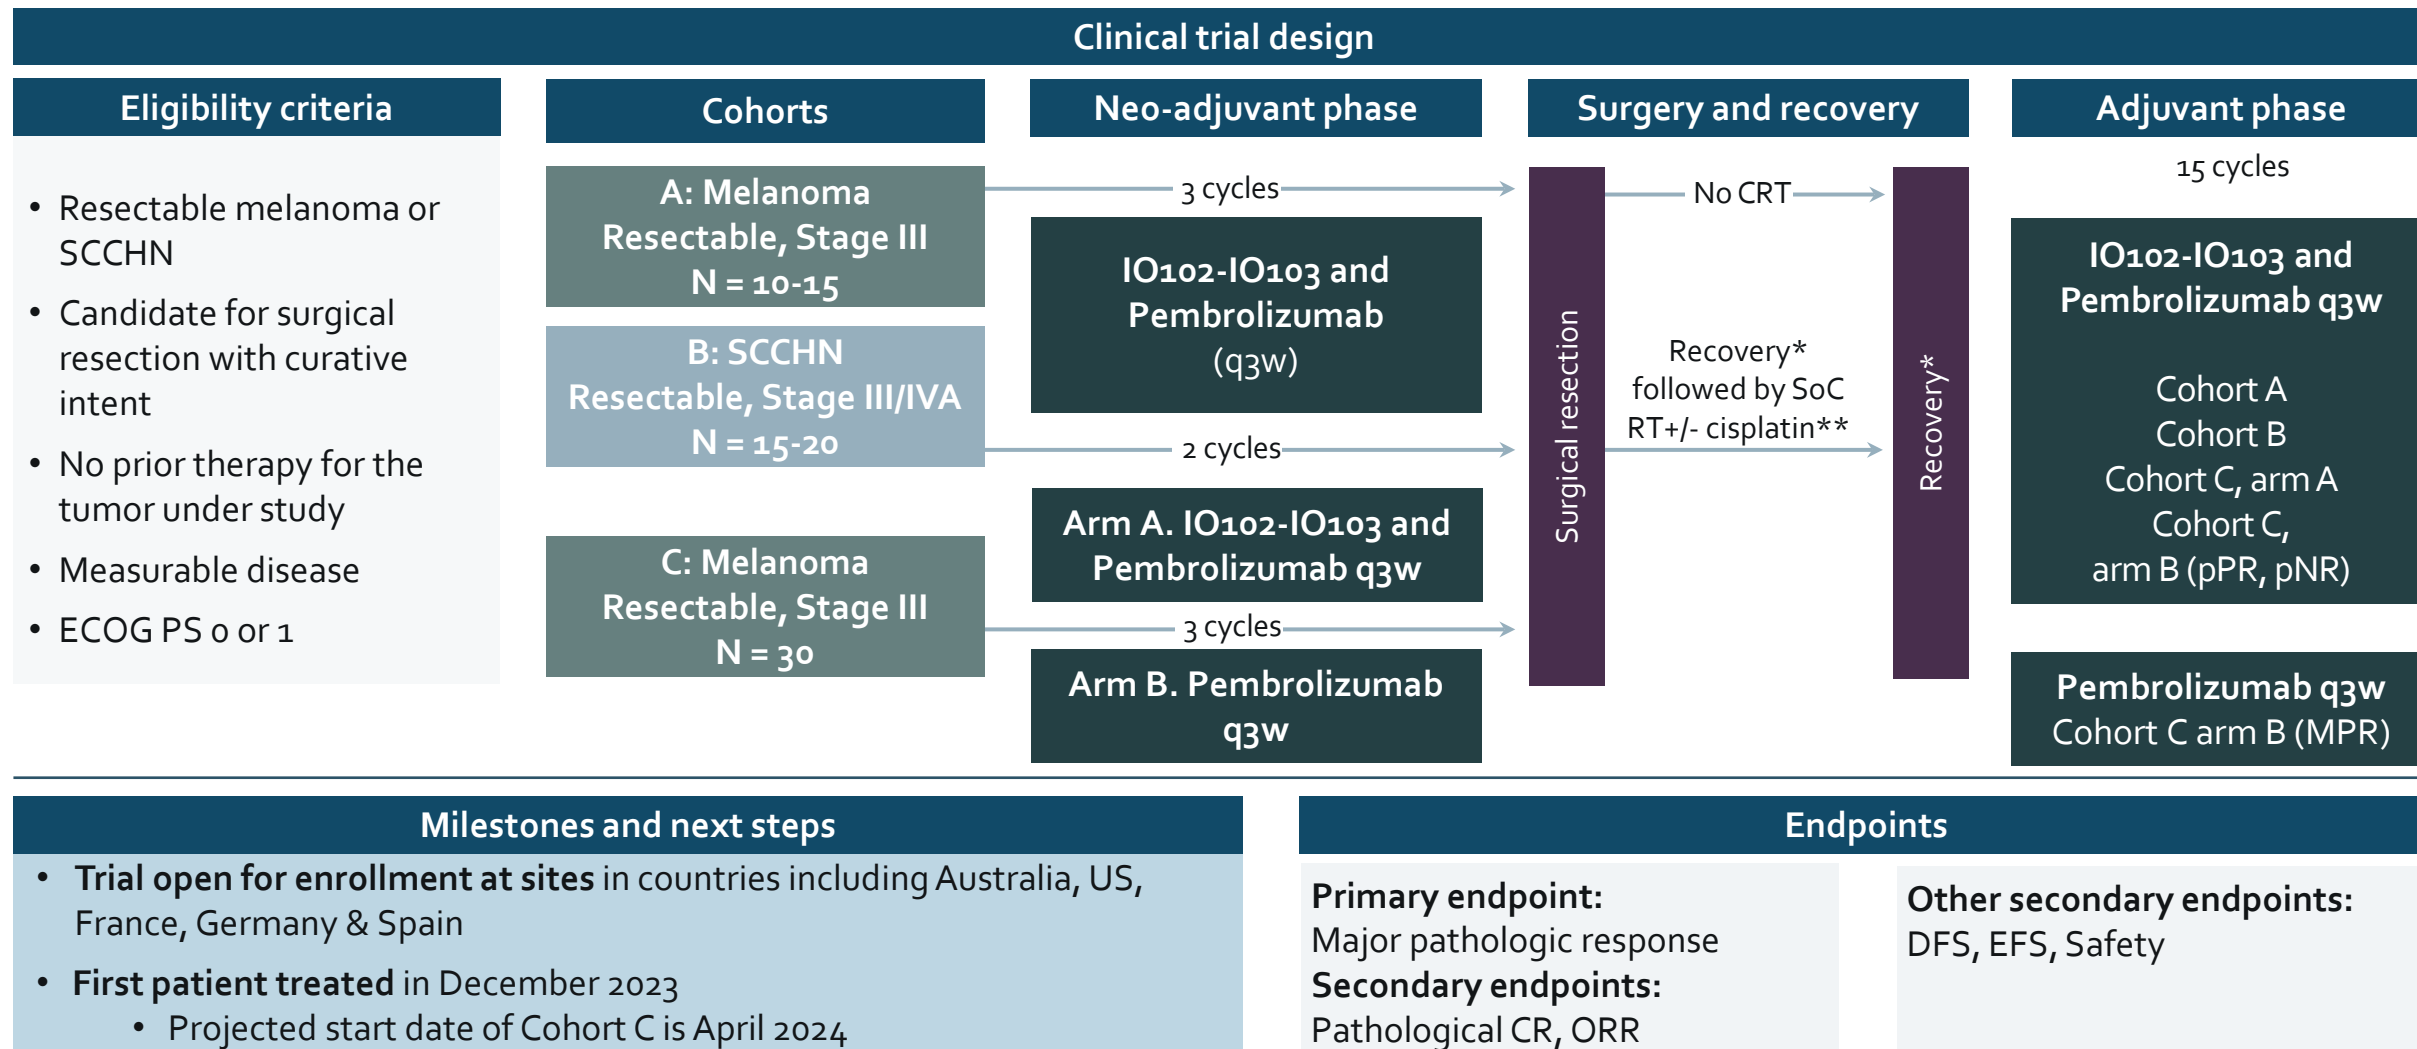 Clinical trial design
Eligibility criteria
• Resectable melanoma or
SCCHN
• Candidate for surgical
resection with curative
intent
• No prior therapy for the
tumor under study
• Measurable disease
• ECOG PS 0 or 1
Cohorts
A: Melanoma
Resectable, Stage III
N = 10-15
B: SCCHN
Resectable, Stage III/IVA
N = 15-20
C: Melanoma
Resectable, Stage III
N = 30
Neo-adjuvant phase
3 cycles
IO102-IO103 and
Pembrolizumab
(q3w)
2 cycles
Arm A. IO102-IO103 and
Pembrolizumab q3w
3 cycles
Arm B. Pembrolizumab
q3w
Surgery and recovery
Surgical resection
No CRT
Recovery*
followed by SoC
RT+/- cisplatin**
Recovery*
Adjuvant phase
15 cycles
IO102-IO103 and
Pembrolizumab q3w
Cohort A
Cohort B
Cohort C, arm A
Cohort C,
arm B (pPR, pNR)
Pembrolizumab q3w
Cohort C arm B (MPR)
Milestones and next steps
• Trial open for enrollment at sites in countries including Australia, US,
France, Germany & Spain
• First patient treated in December 2023
• Projected start date of Cohort C is April 2024
Endpoints
Primary endpoint:
Major pathologic response
Secondary endpoints:
Pathological CR, ORR
Other secondary endpoints:
DFS, EFS, Safety